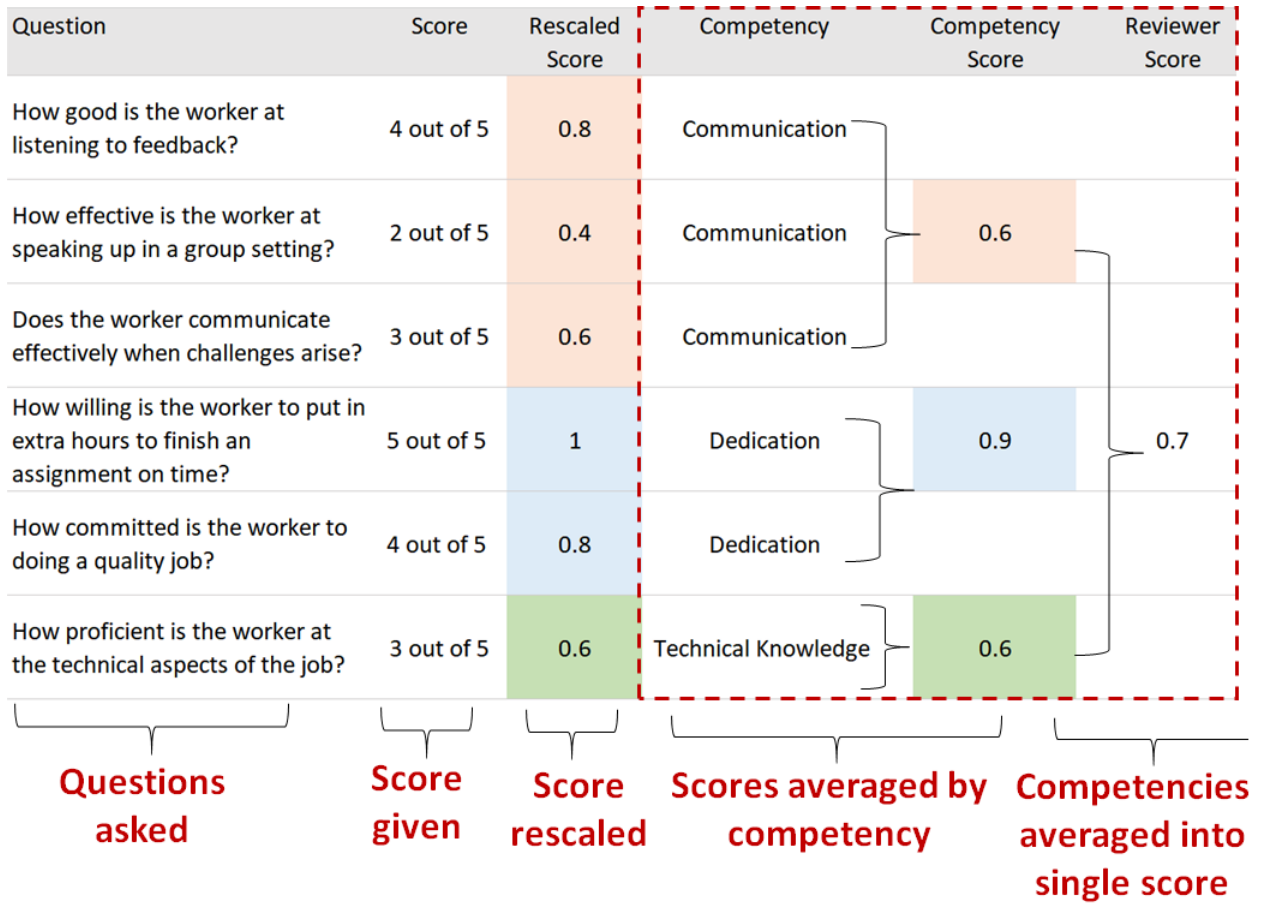 Question Score Rescaled Score Competency Competency Score Reviewer Score
How good is the worker at
listening to feedback?
4 out of 5 0.8 Communication
How effective is the worker at
speaking up in a group setting?
2 out of 5 0.4 Communication 0.6
Does the worker communicate
effectively when challenges arise?
3 out of 5 0.6 Communication
How willing is the worker to put in
extra hours to finish an
assignment on time?
5 out of 5 1 Dedication 0.9 0.7
How committed is the worker to
doing a quality job?
4 out of 5 0.8 Dedication
How proficient is the worker at
the technical aspects of the job?
3 out of 5 0.6 Technical Knowledge 0.6
Questions
asked
Score
given
Score
rescaled
Scores averaged by
competency
Competencies
averaged into
single score